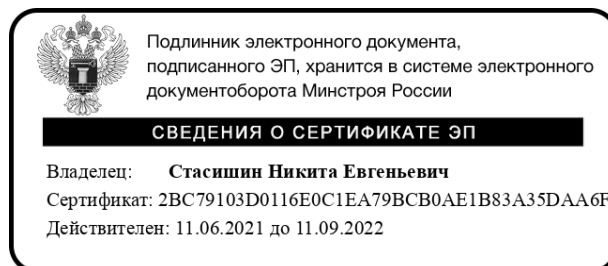 Подлинник электронного документа,
подписанного ЭП, хранится в системе электронного
документооборота Минстроя России
СВЕДЕНИЯ О СЕРТИФИКАТЕ ЭП
Владелец: Стасишин Никита Евгеньевич
Сертификат: 2BC79103D0116E0C1EA79BCB0AE1B83A35DAA6F
Действителен: 11.06.2021 до 11.09.2022